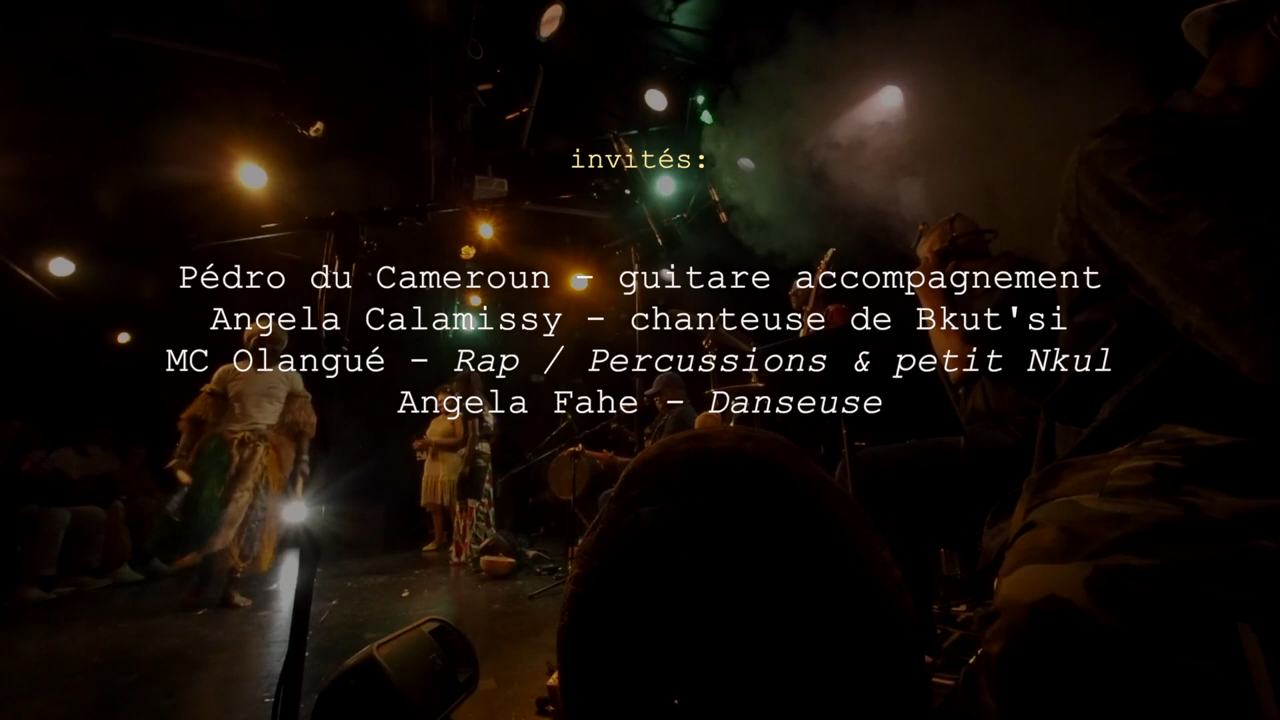 invités:
Pédro du Cameroun - guitare accompagnement
Angela Calamissy - chanteuse de Bkut'si
MC Olangué - Rap / Percussions & petit Nkul
Angela Fahe - Danseuse